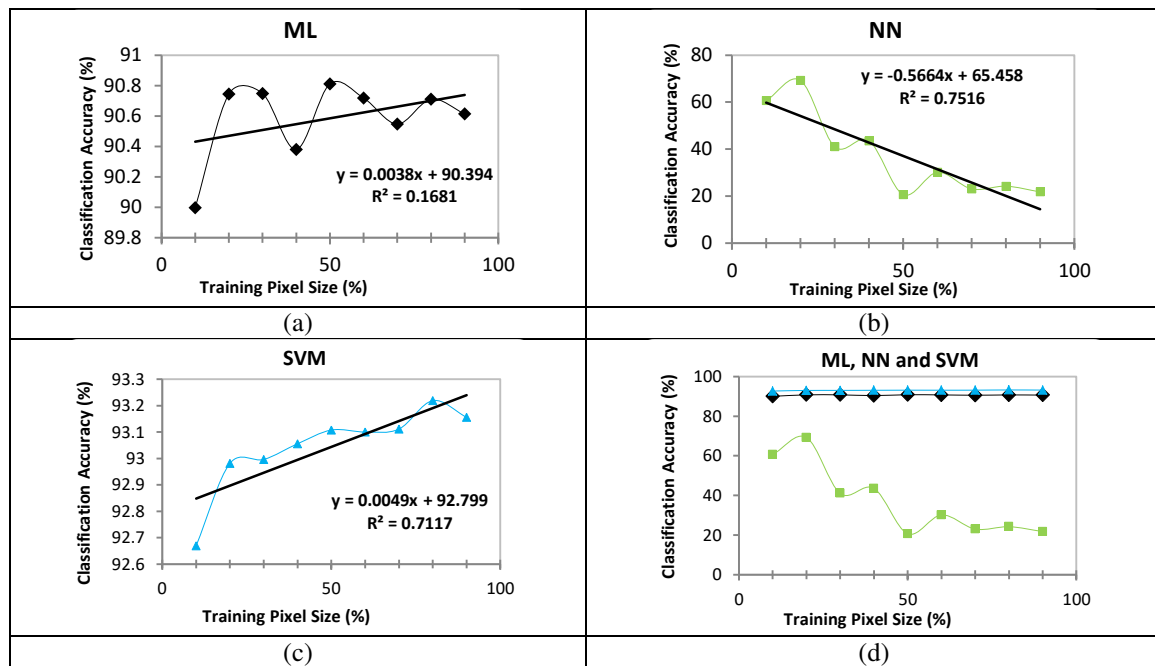 ML
Classification Accuracy (%)
91
90.8
90.6
90.4
90.2
90
89.8
y = 0.0038x + 90.394
R² = 0.1681
0
50
100
Training Pixel Size (%)
(a)
NN
Classification Accuracy (%)
80
60
40
20
0
y = -0.5664x + 65.458
R² = 0.7516
0
50
100
Training Pixel Size (%)
(b)
SVM
Classification Accuracy (%)
93.3
93.2
93.1
93
92.9
92.8
92.7
92.6
y = 0.0049x + 92.799
R² = 0.7117
0
50
100
Training Pixel Size (%)
(c)
ML, NN and SVM
Classification Accuracy (%)
100
80
60
40
20
0
0
50
100
Training Pixel Size (%)
(d)